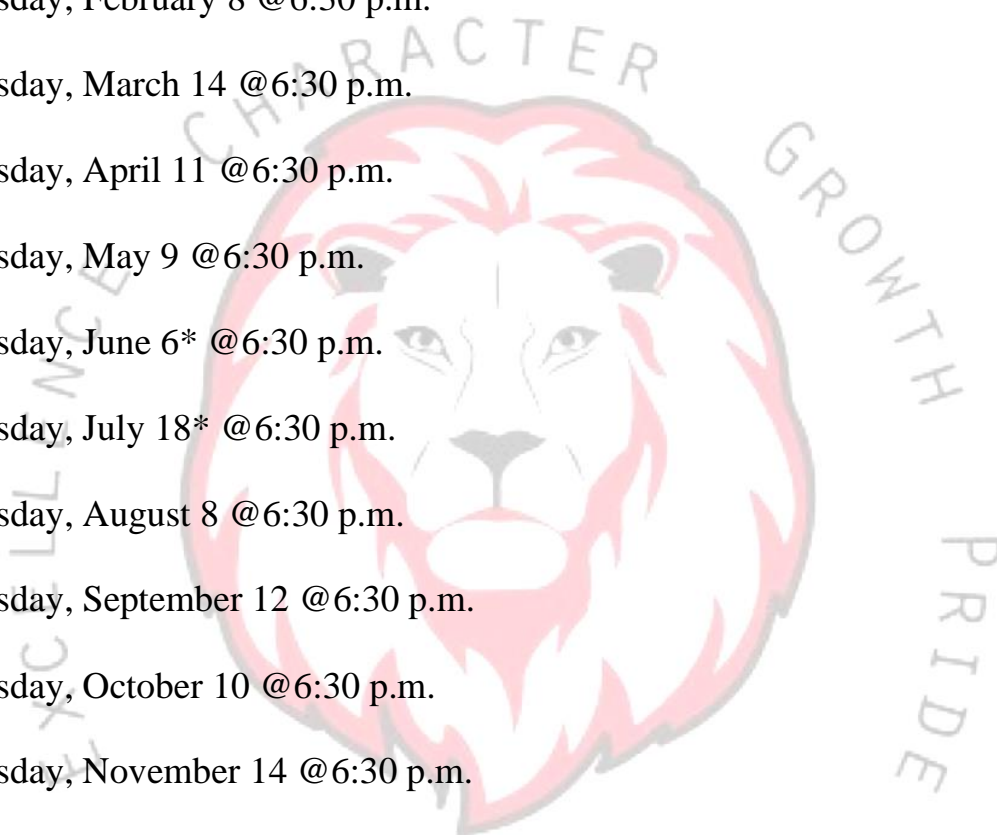 sday, February 8 @6:30 p.m.
sday, March 14 @6:30 p.m.
sday, April 11 @6:30 p.m.
sday, May 9 @6:30 p.m.
sday, June 6* @6:30 p.m.
sday, July 18* @6:30 p.m.
sday, August 8 @6:30 p.m.
sday, September 12 @6:30 p.m.
sday, October 10 @6:30 p.m.
sday, November 14 @6:30 p.m.
EXCELLENCE
CHARACTER
GROWTH
PRIDE